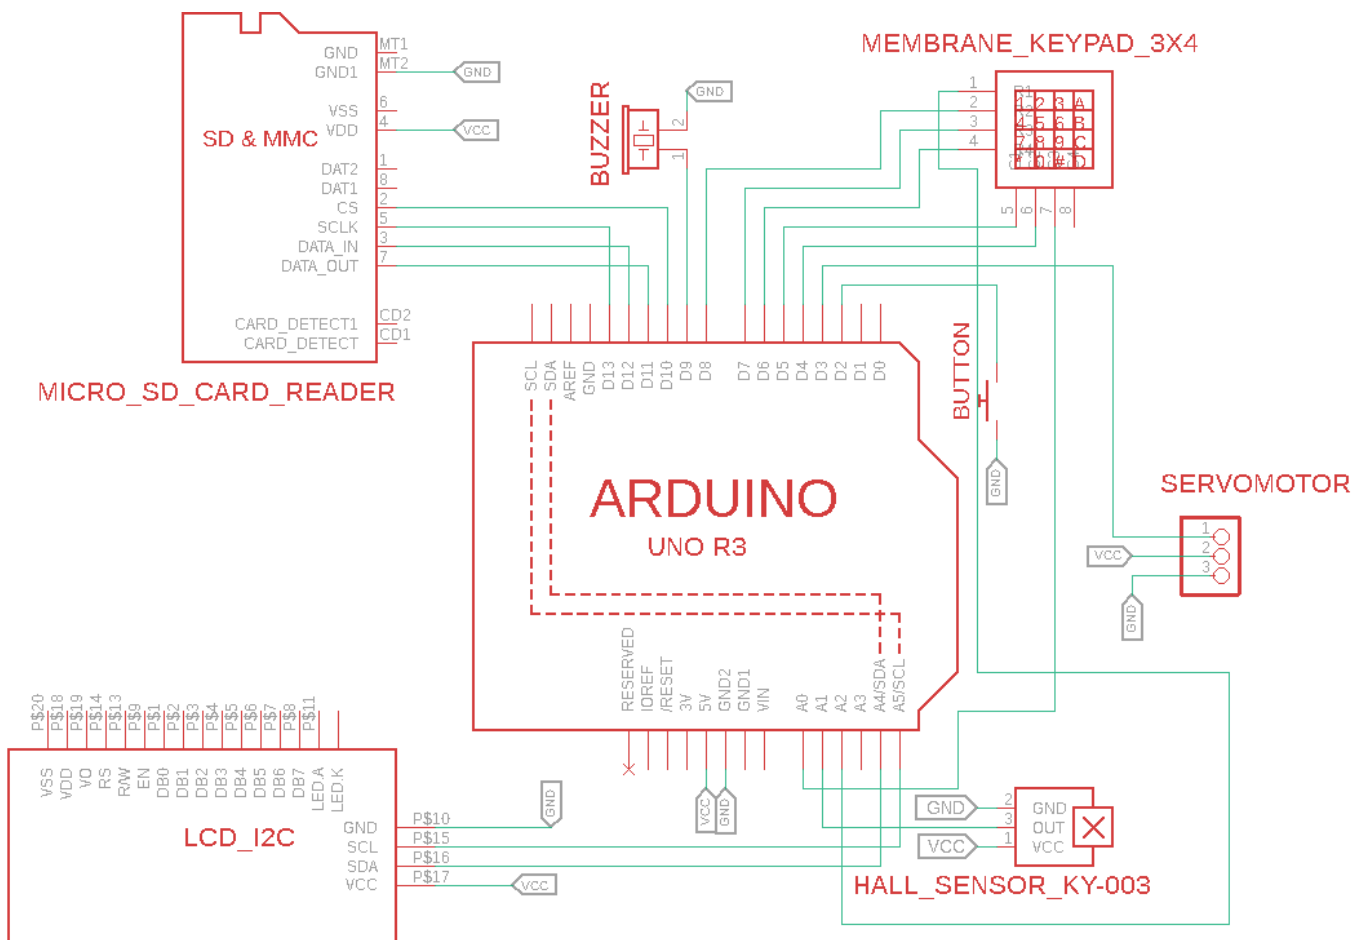 MEMBRANE_KEYPAD_3X4
GND MT1
GND1 MT2
GND
VSS 6
VDD 4
VCC
SD & MMC
DAT2 1
DAT1 8
CS 2
SCLK 5
DATA_IN 3
DATA_OUT 7
CARD_DETECT1 CD2
CARD_DETECT CD1
MICRO_SD_CARD_READER
BUZZER
2
1
GND
1
2
3
4
1 2 3 A
4 5 6 B
7 8 9 C
* 0 # D
5
6
7
8
SCL
SDA
AREF
GND
D13
D12
D11
D10
D9
D8
D7
D6
D5
D4
D3
D2
D1
D0
BUTTON
GND
ARDUINO
UNO R3
SERVOMOTOR
1
2
3
VCC
GND
RESERVED
IOREF
/RESET
3V
5V
GND2
GND1
VIN
A0
A1
A2
A3
A4/SDA
A5/SCL
VCC
GND
P$20
P$18
P$19
P$14
P$13
P$9
P$1
P$2
P$3
P$4
P$5
P$6
P$7
P$8
P$11
VSS
VDD
VO
RS
R/W
EN
DB0
DB1
DB2
DB3
DB4
DB5
DB6
DB7
LED.A
LED.K
LCD_I2C
GND P$10
SCL P$15
SDA P$16
VCC P$17
GND
VCC
GND
VCC
2 GND
3 OUT
1 VCC
HALL_SENSOR_KY-003